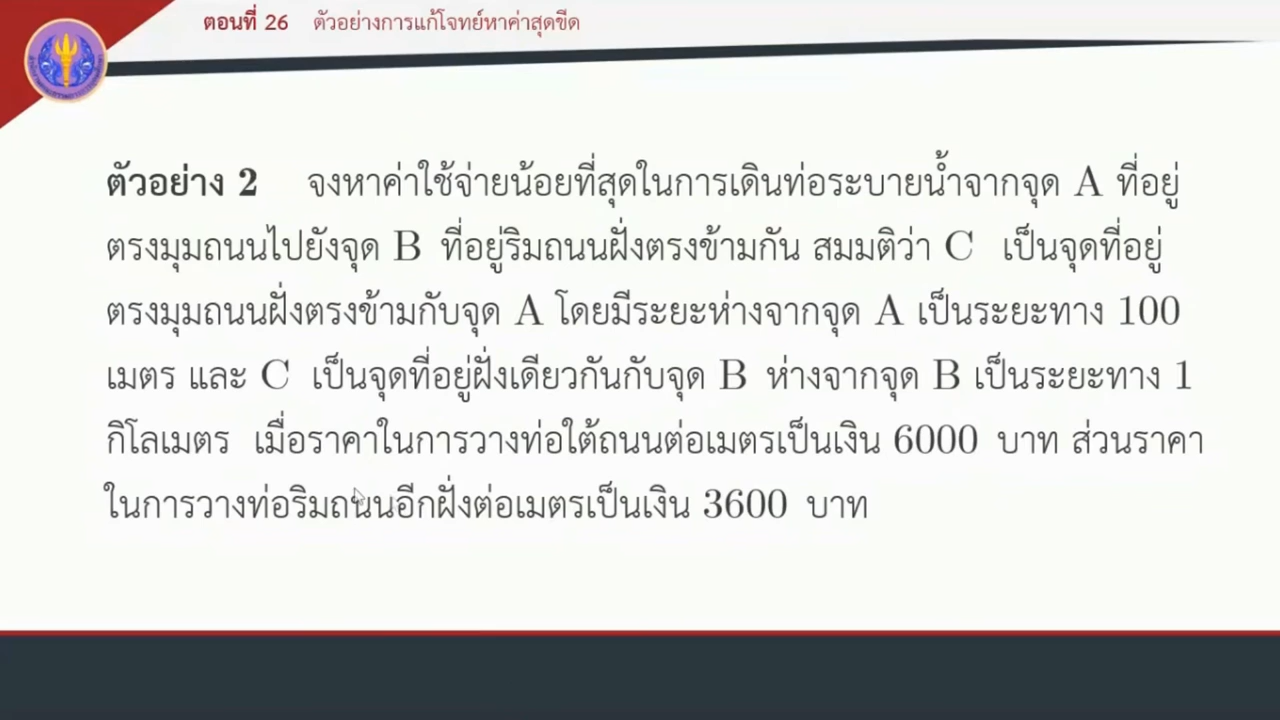 ตอนที่ 26 ตัวอย่างการแก้โจทย์หาค่าสุดขีด
ตัวอย่าง 2 จงหาค่าใช้จ่ายน้อยที่สุดในการเดินท่อระบายน้ำจากจุด A ที่อยู่
ตรงมุมถนนไปยังจุด B ที่อยู่ริมถนนฝั่งตรงข้ามกัน สมมติว่า C เป็นจุดที่อยู่
ตรงมุมถนนฝั่งตรงข้ามกับจุด A โดยมีระยะห่างจากจุด A เป็นระยะทาง 100
เมตร และ C เป็นจุดที่อยู่ฝั่งเดียวกันกับจุด B ห่างจากจุด B เป็นระยะทาง 1
กิโลเมตร เมื่อราคาในการวางท่อใต้ถนนต่อเมตรเป็นเงิน 6000 บาท ส่วนราคา
ในการวางท่อริมถนนอีกฝั่งต่อเมตรเป็นเงิน 3600 บาท